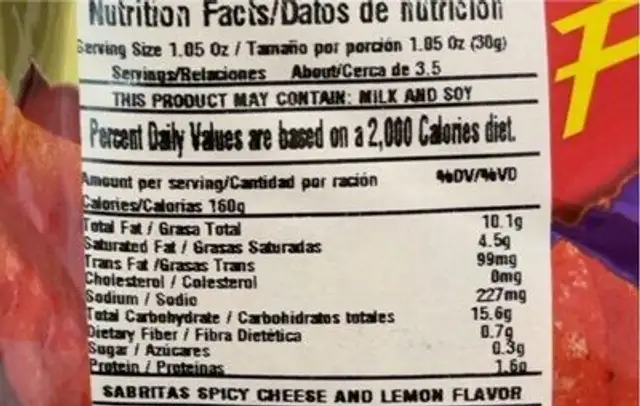 Nutrition Facts/Datos de nutrición
Serving Size 1.05 Oz / Tamaño por porción 1.05 Oz (30g)
Servings/Relaciones About/Cerca de 3.5
THIS PRODUCT MAY CONTAIN: MILK AND SOY
Percent Daily Values are based on a 2,000 Calories diet.
Amount per serving/Cantidad por ración %DV/%VD
Calories/Calorias 160g
Total Fat / Grasa Total 10.1g
Saturated Fat / Grasas Saturadas 4.5g
Trans Fat /Grasas Trans 99mg
Cholesterol / Colesterol 0mg
Sodium / Sodio 227mg
Total Carbohydrate / Carbohidratos totales 15.6g
Dietary Fiber / Fibra Dietética 0.7g
Sugar / Azúcares 0.3g
Protein / Proteinas 1.6g
SABRITAS SPICY CHEESE AND LEMON FLAVOR